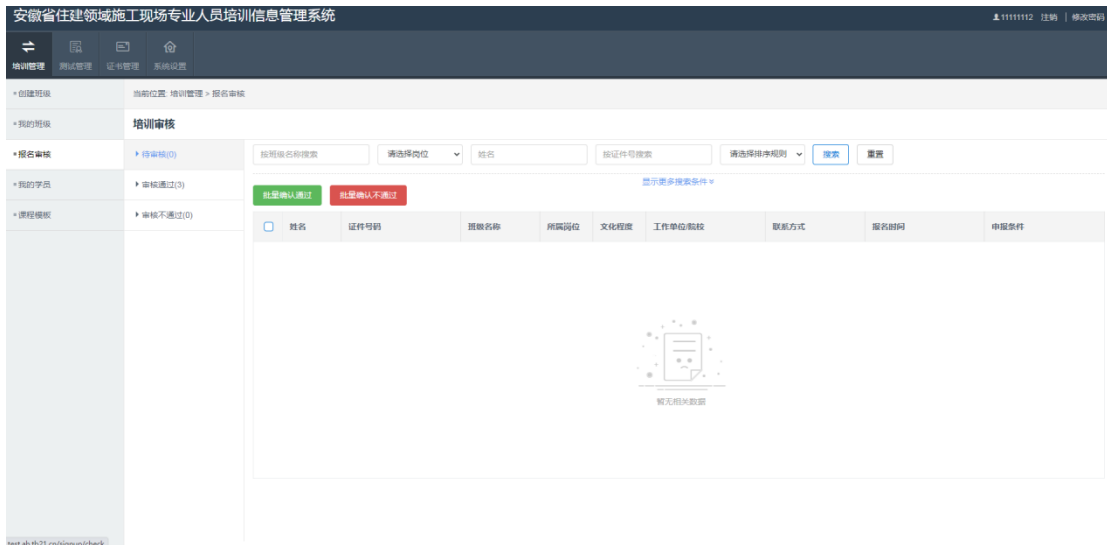 安徽省住建领域施工现场专业人员培训信息管理系统
11111112 注销 | 修改密码
培训管理 测试管理 证书管理 系统设置
创建班级
当前位置: 培训管理 > 报名审核
我的班级
培训审核
报名审核
待审核(0)
按班级名称搜索 请选择岗位 姓名 按证件号搜索 请选择排序规则 搜索 重置
显示更多搜索条件
我的学员
审核通过(3)
批量确认通过 批量确认不通过
课程模板
审核不通过(0)
姓名 证件号码 班级名称 所属岗位 文化程度 工作单位/院校 联系方式 报名时间 申报条件
暂无相关数据
test.ah.tb71.cn/signup/check